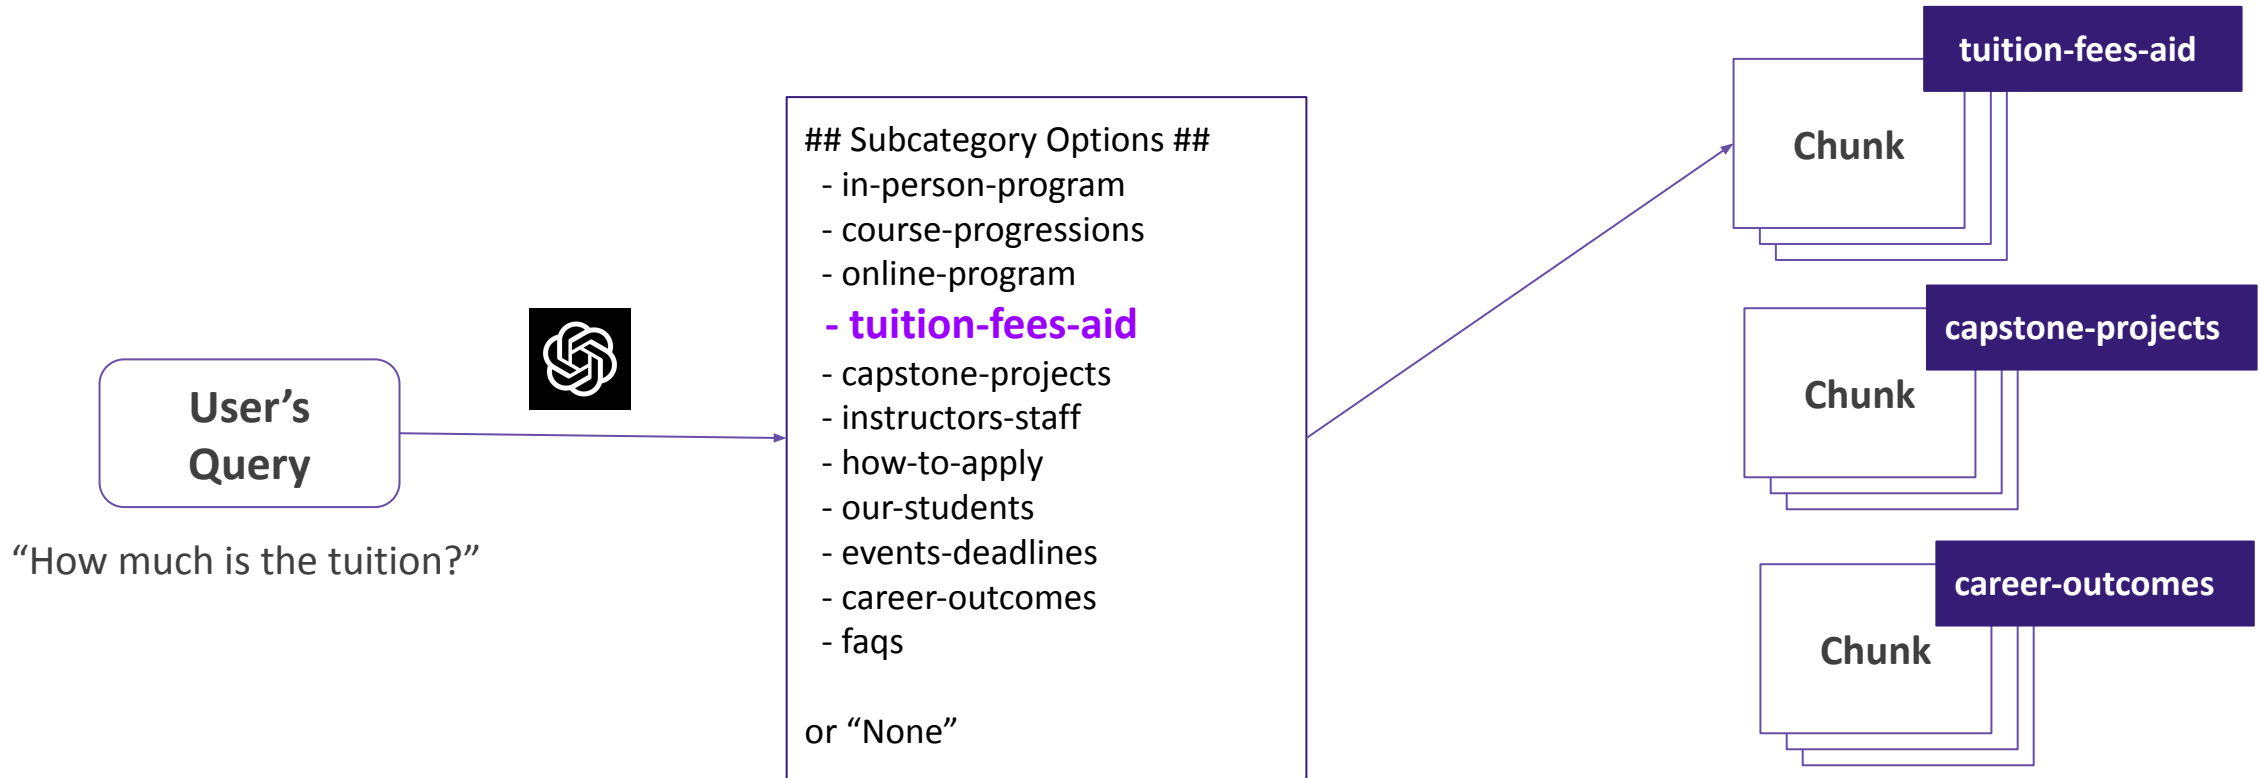 User’s
Query
“How much is the tuition?”
## Subcategory Options ##
- in-person-program
- course-progressions
- online-program
- tuition-fees-aid
- capstone-projects
- instructors-staff
- how-to-apply
- our-students
- events-deadlines
- career-outcomes
- faqs
or “None”
tuition-fees-aid
Chunk
capstone-projects
Chunk
career-outcomes
Chunk